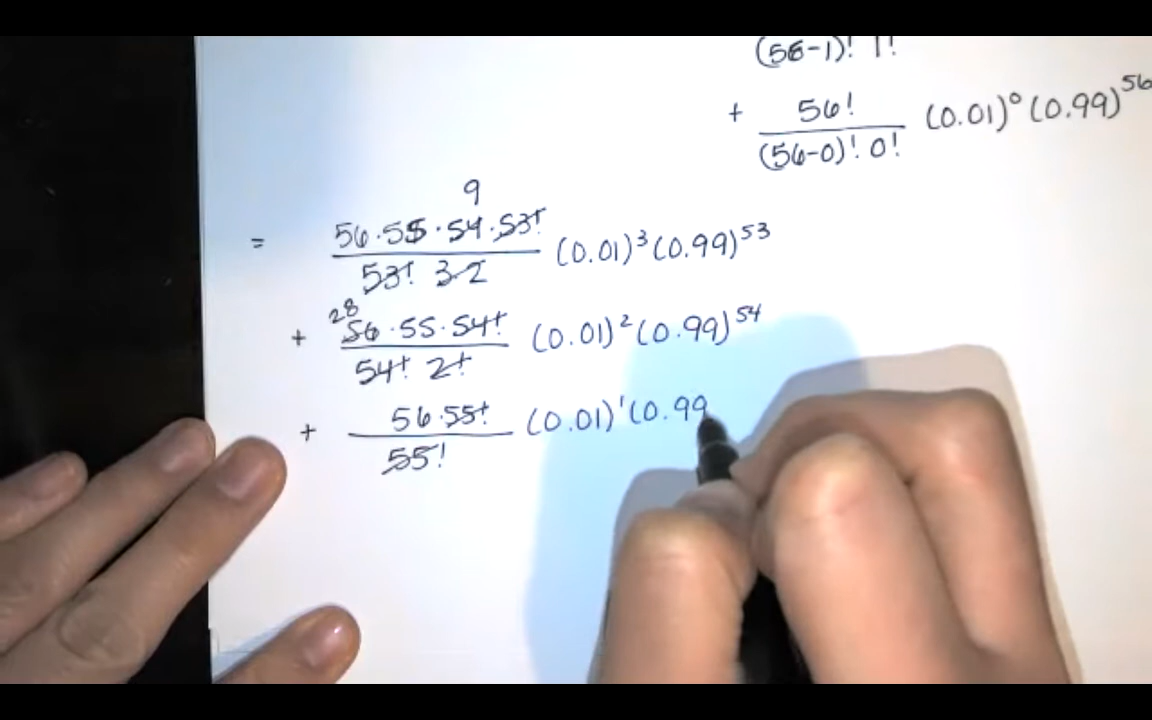 (56-1)! 1!
+ 56! / (56-0)! 0! (0.01)⁰ (0.99)⁵⁶
9
= 56·55·54·53! / 53! 3·2 (0.01)³ (0.99)⁵³
28
+ 56·55·54! / 54! 2! (0.01)² (0.99)⁵⁴
+ 56·55! / 55! (0.01)¹ (0.99